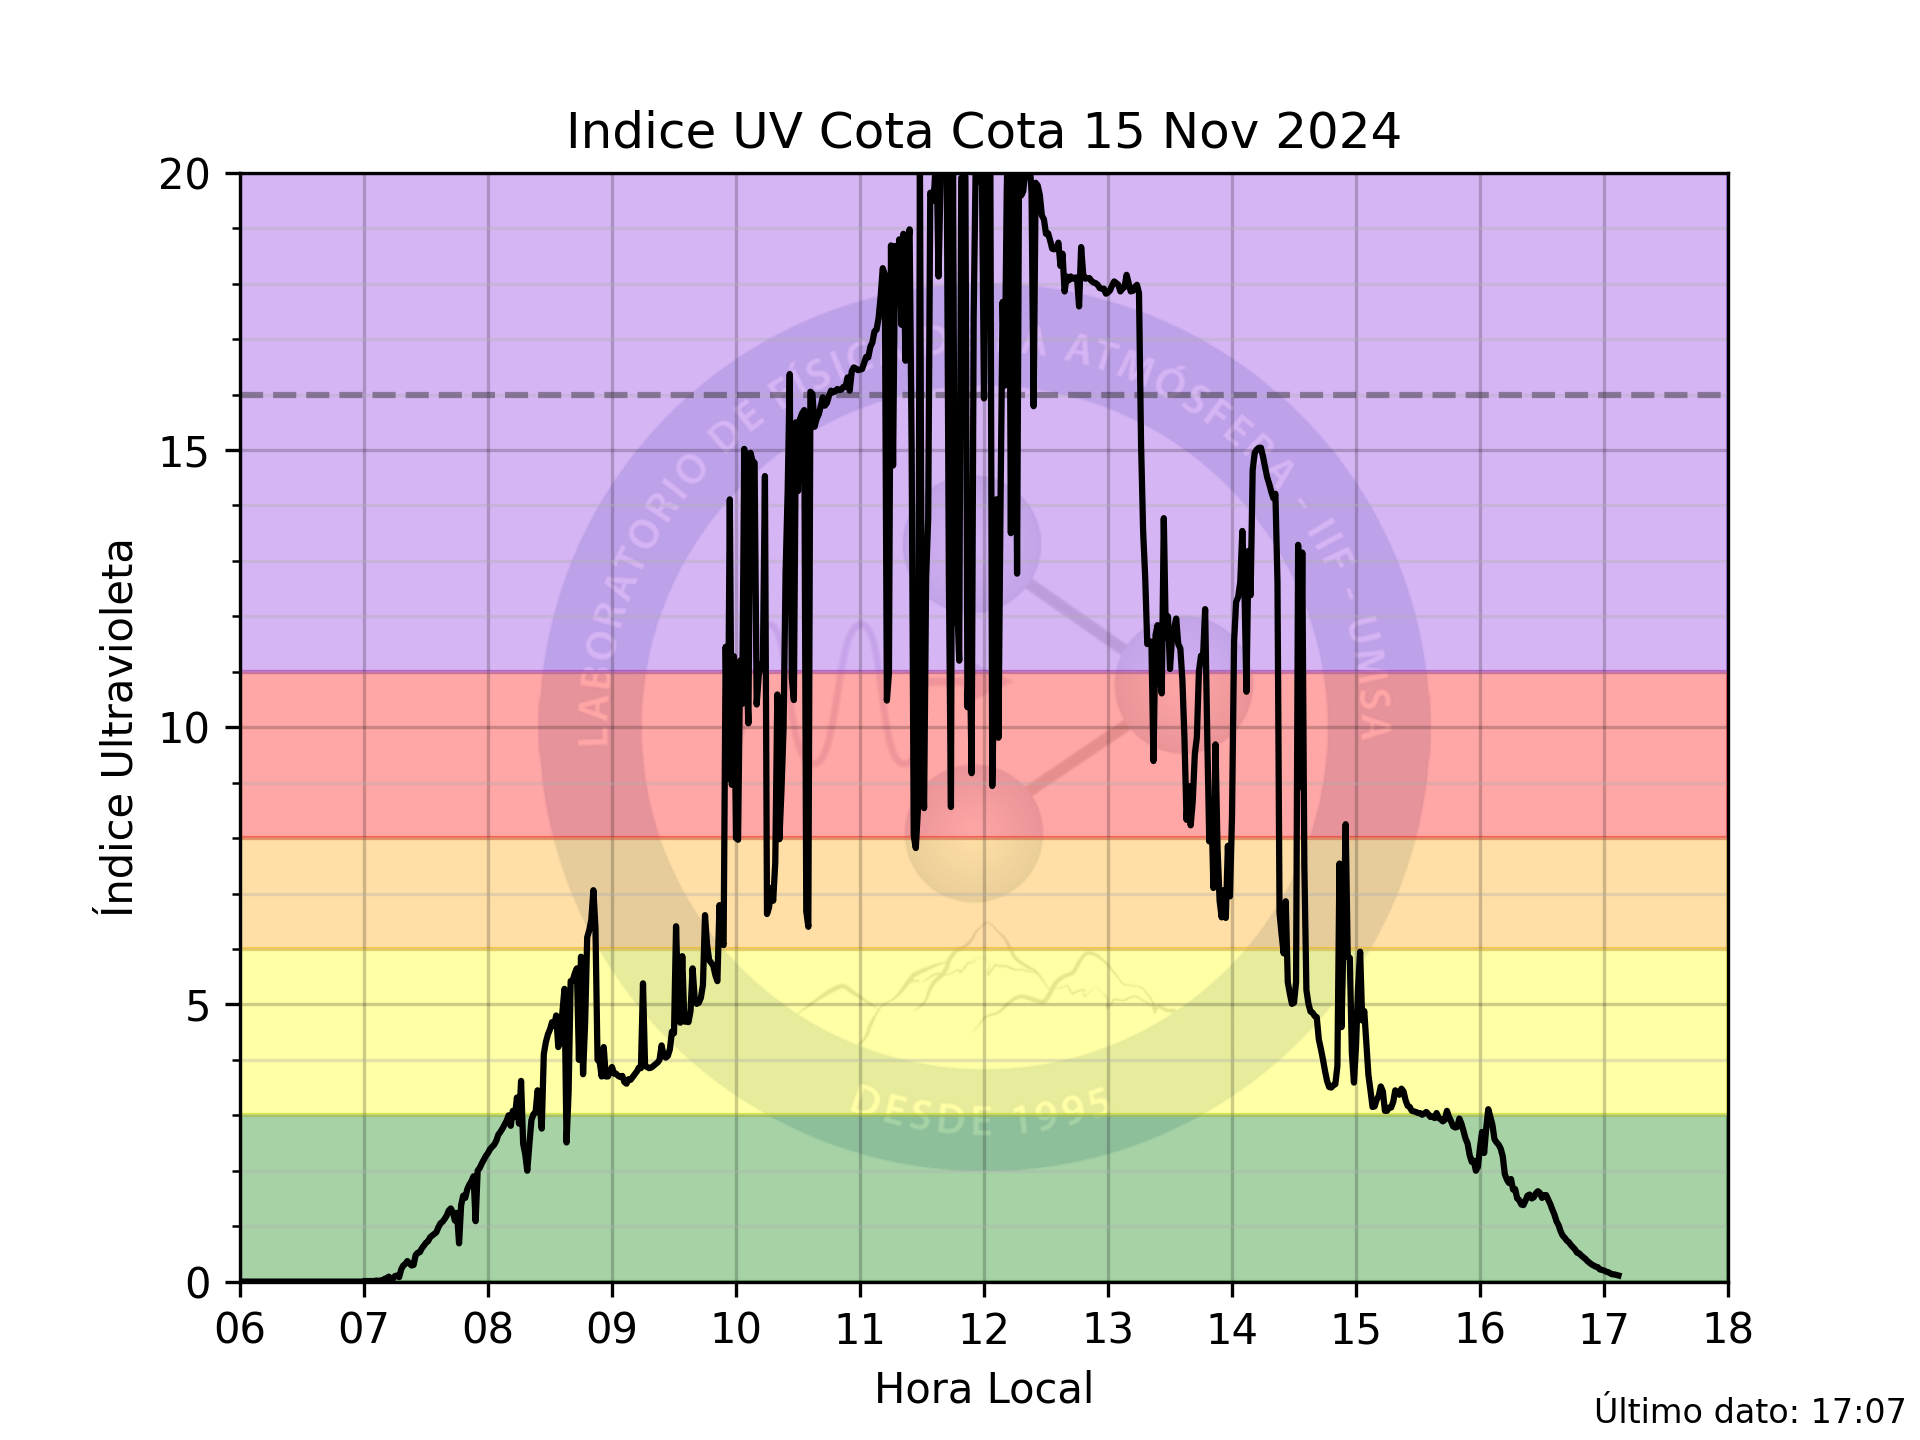 Indice UV Cota Cota 15 Nov 2024
20
15
10
5
0
Índice Ultravioleta
LABORATORIO DE FÍSICA DE LA ATMÓSFERA - IIF - UMSA
DESDE 1995
06 07 08 09 10 11 12 13 14 15 16 17 18
Hora Local
Último dato: 17:07